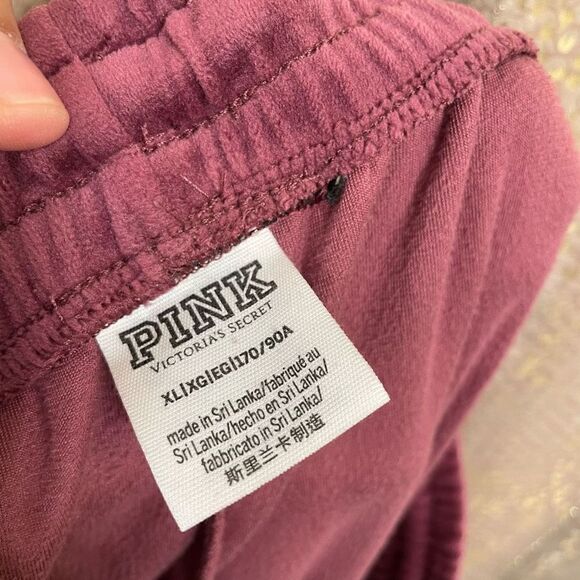 PINK
VICTORIA'S SECRET
XL|XG|EG|170/90A
made in Sri Lanka/fabriqué au
Sri Lanka/hecho en Sri Lanka/
fabbricato in Sri Lanka
斯里兰卡制造